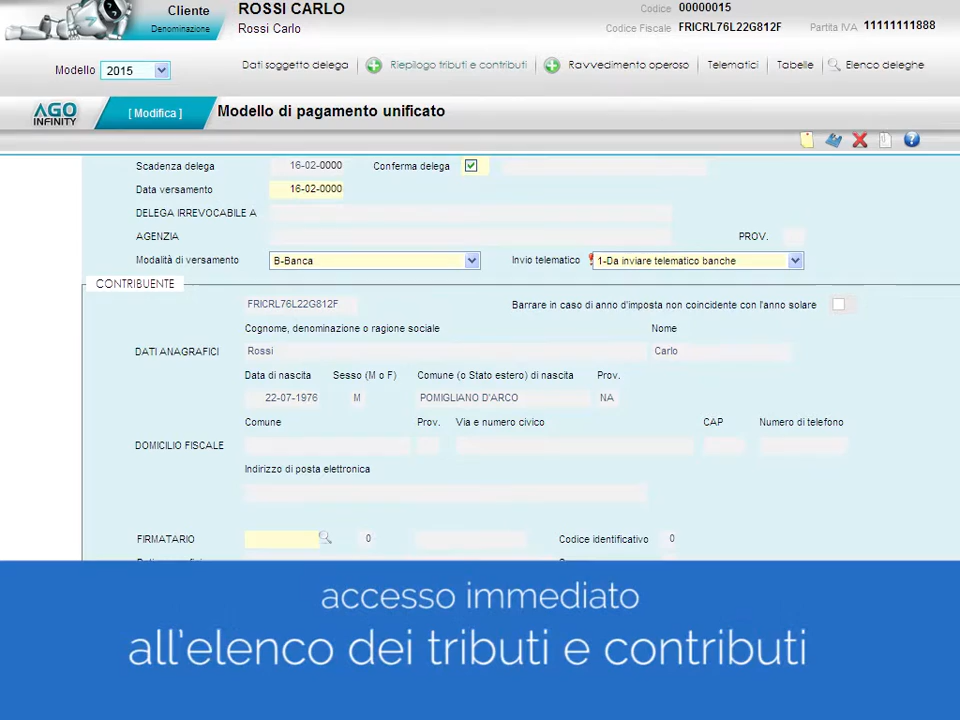 Cliente
Denominazione
ROSSI CARLO
Rossi Carlo
Codice 00000015
Codice Fiscale FRICRL76L22G812F Partita IVA 11111111888
Modello 2015
Dati soggetto delega Riepilogo tributi e contributi Ravvedimento operoso Telematici Tabelle Elenco deleghe
AGO
INFINITY
[ Modifica ]
Modello di pagamento unificato
Scadenza delega 16-02-0000 Conferma delega
Data versamento 16-02-0000
DELEGA IRREVOCABILE A
AGENZIA PROV.
Modalità di versamento B-Banca Invio telematico 1-Da inviare telematico banche
CONTRIBUENTE
FRICRL76L22G812F Barrare in caso di anno d'imposta non coincidente con l'anno solare
Cognome, denominazione o ragione sociale Nome
DATI ANAGRAFICI Rossi Carlo
Data di nascita Sesso (M o F) Comune (o Stato estero) di nascita Prov.
22-07-1976 M POMIGLIANO D'ARCO NA
Comune Prov. Via e numero civico CAP Numero di telefono
DOMICILIO FISCALE
Indirizzo di posta elettronica
FIRMATARIO 0 Codice identificativo 0
accesso immediato
all'elenco dei tributi e contributi